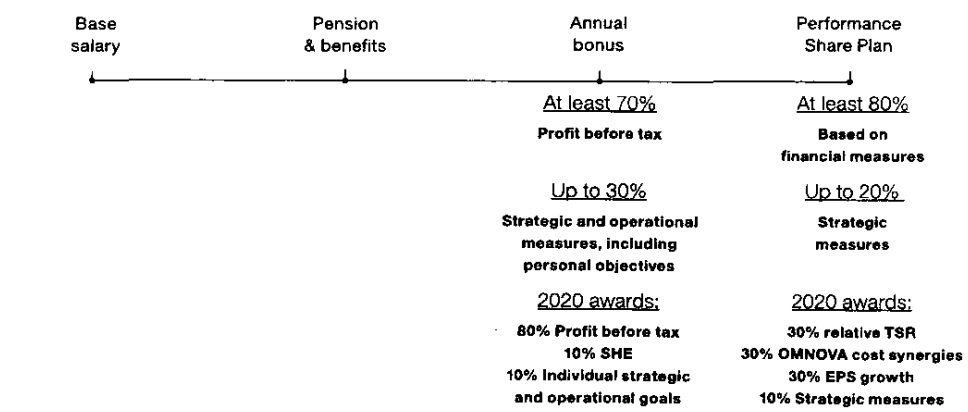 Base
salary
Pension
& benefits
Annual
bonus
Performance
Share Plan
At least 70%
Profit before tax
Up to 30%
Strategic and operational
measures, including
personal objectives
2020 awards:
80% Profit before tax
10% SHE
10% Individual strategic
and operational goals
At least 80%
Based on
financial measures
Up to 20%
Strategic
measures
2020 awards:
30% relative TSR
30% OMNOVA cost synergies
30% EPS growth
10% Strategic measures